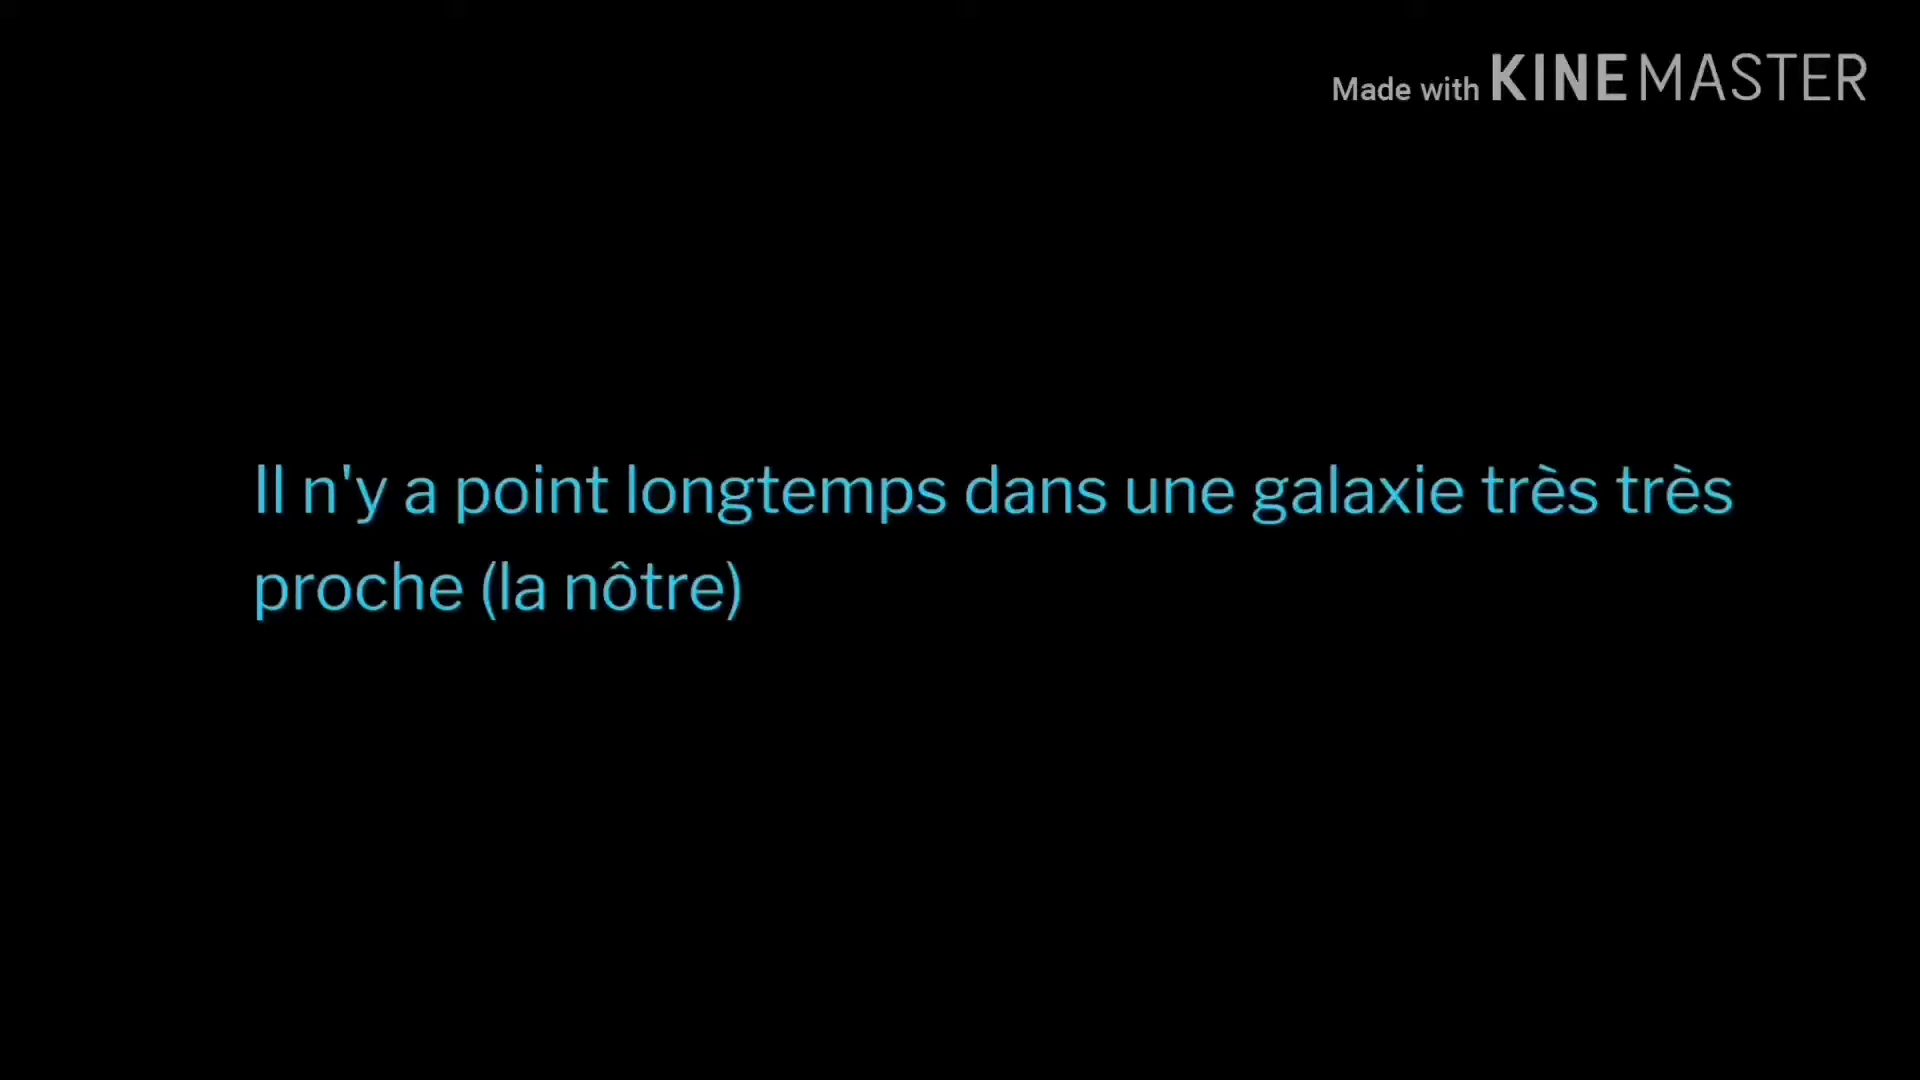 Made with KINEMASTER
Il n'y a point longtemps dans une galaxie très très
proche (la nôtre)